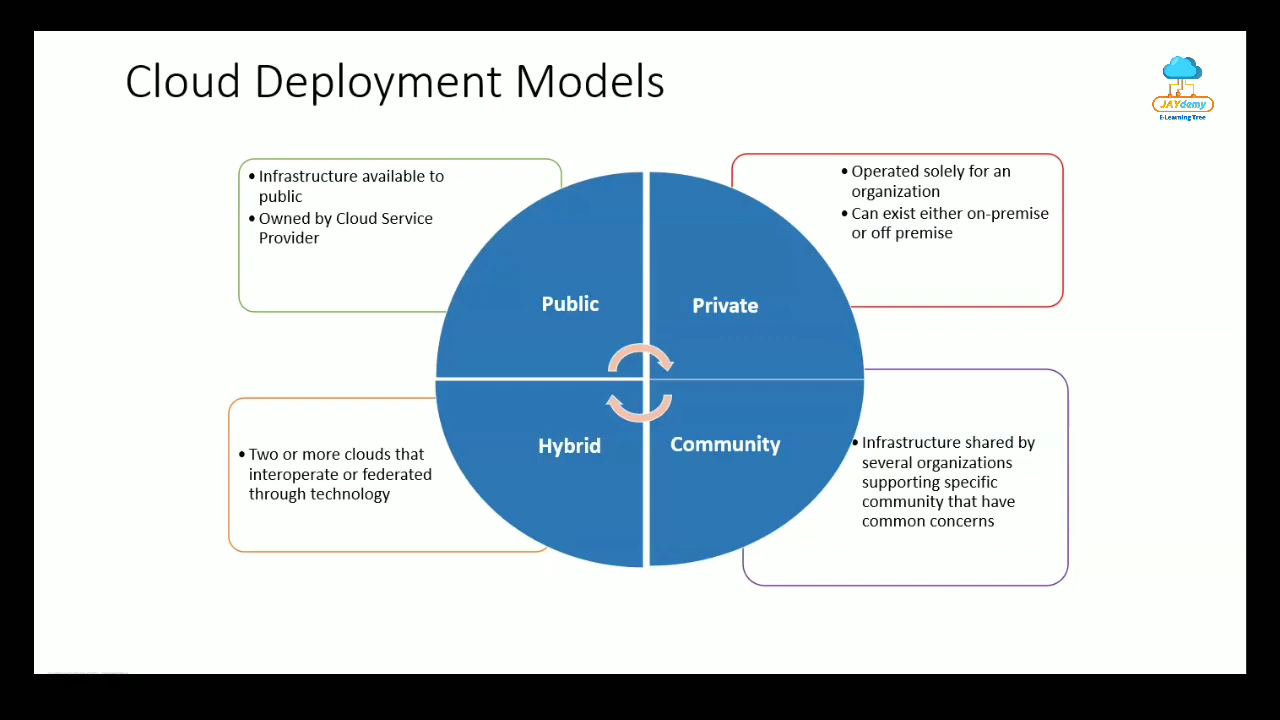 Cloud Deployment Models
JAYdemy
E-Learning Tree
• Infrastructure available to
public
• Owned by Cloud Service
Provider
• Operated solely for an
organization
• Can exist either on-premise
or off premise
Public
Private
Hybrid
Community
• Two or more clouds that
interoperate or federated
through technology
• Infrastructure shared by
several organizations
supporting specific
community that have
common concerns